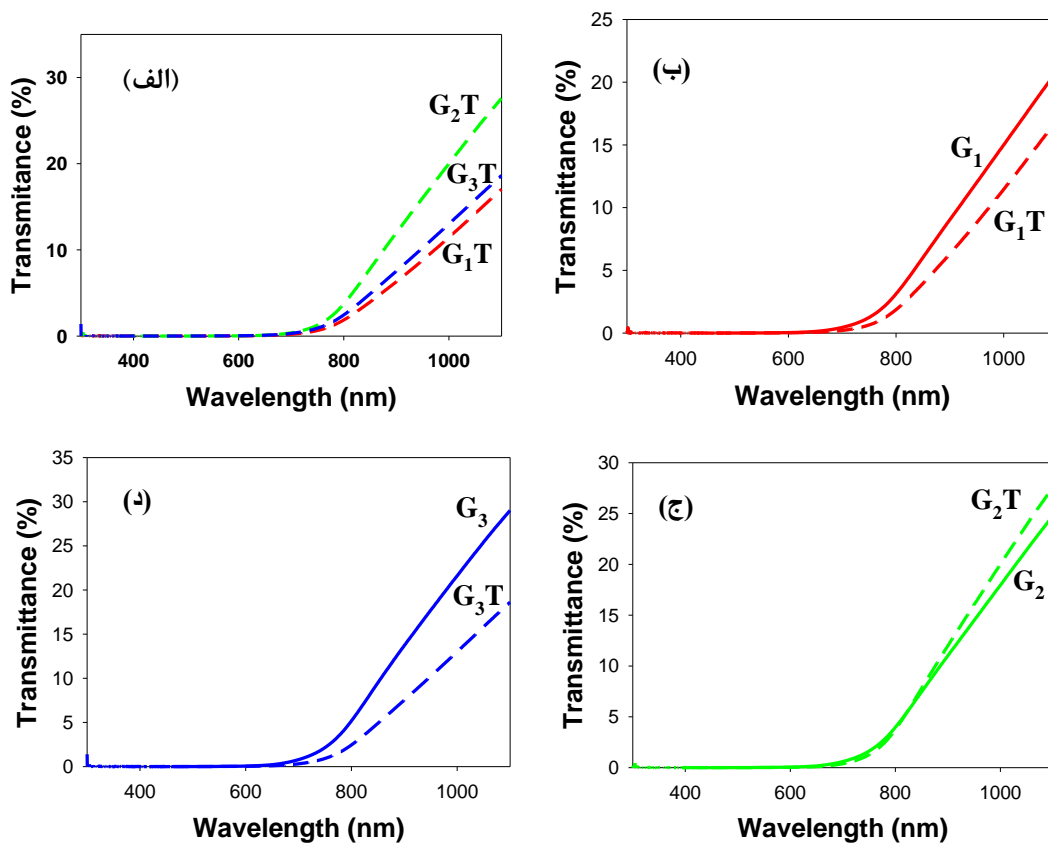 (الف)
Transmitance (%)
30
20
10
0
G₂T
G₃T
G₁T
400 600 800 1000
Wavelength (nm)
(ب)
Transmittance (%)
25
20
15
10
5
0
G₁
G₁T
400 600 800 1000
Wavelength (nm)
(د)
Transmittance (%)
35
30
25
20
15
10
5
0
G₃
G₃T
400 600 800 1000
Wavelength (nm)
(ج)
Transmittance (%)
30
25
20
15
10
5
0
G₂T
G₂
400 600 800 1000
Wavelength (nm)